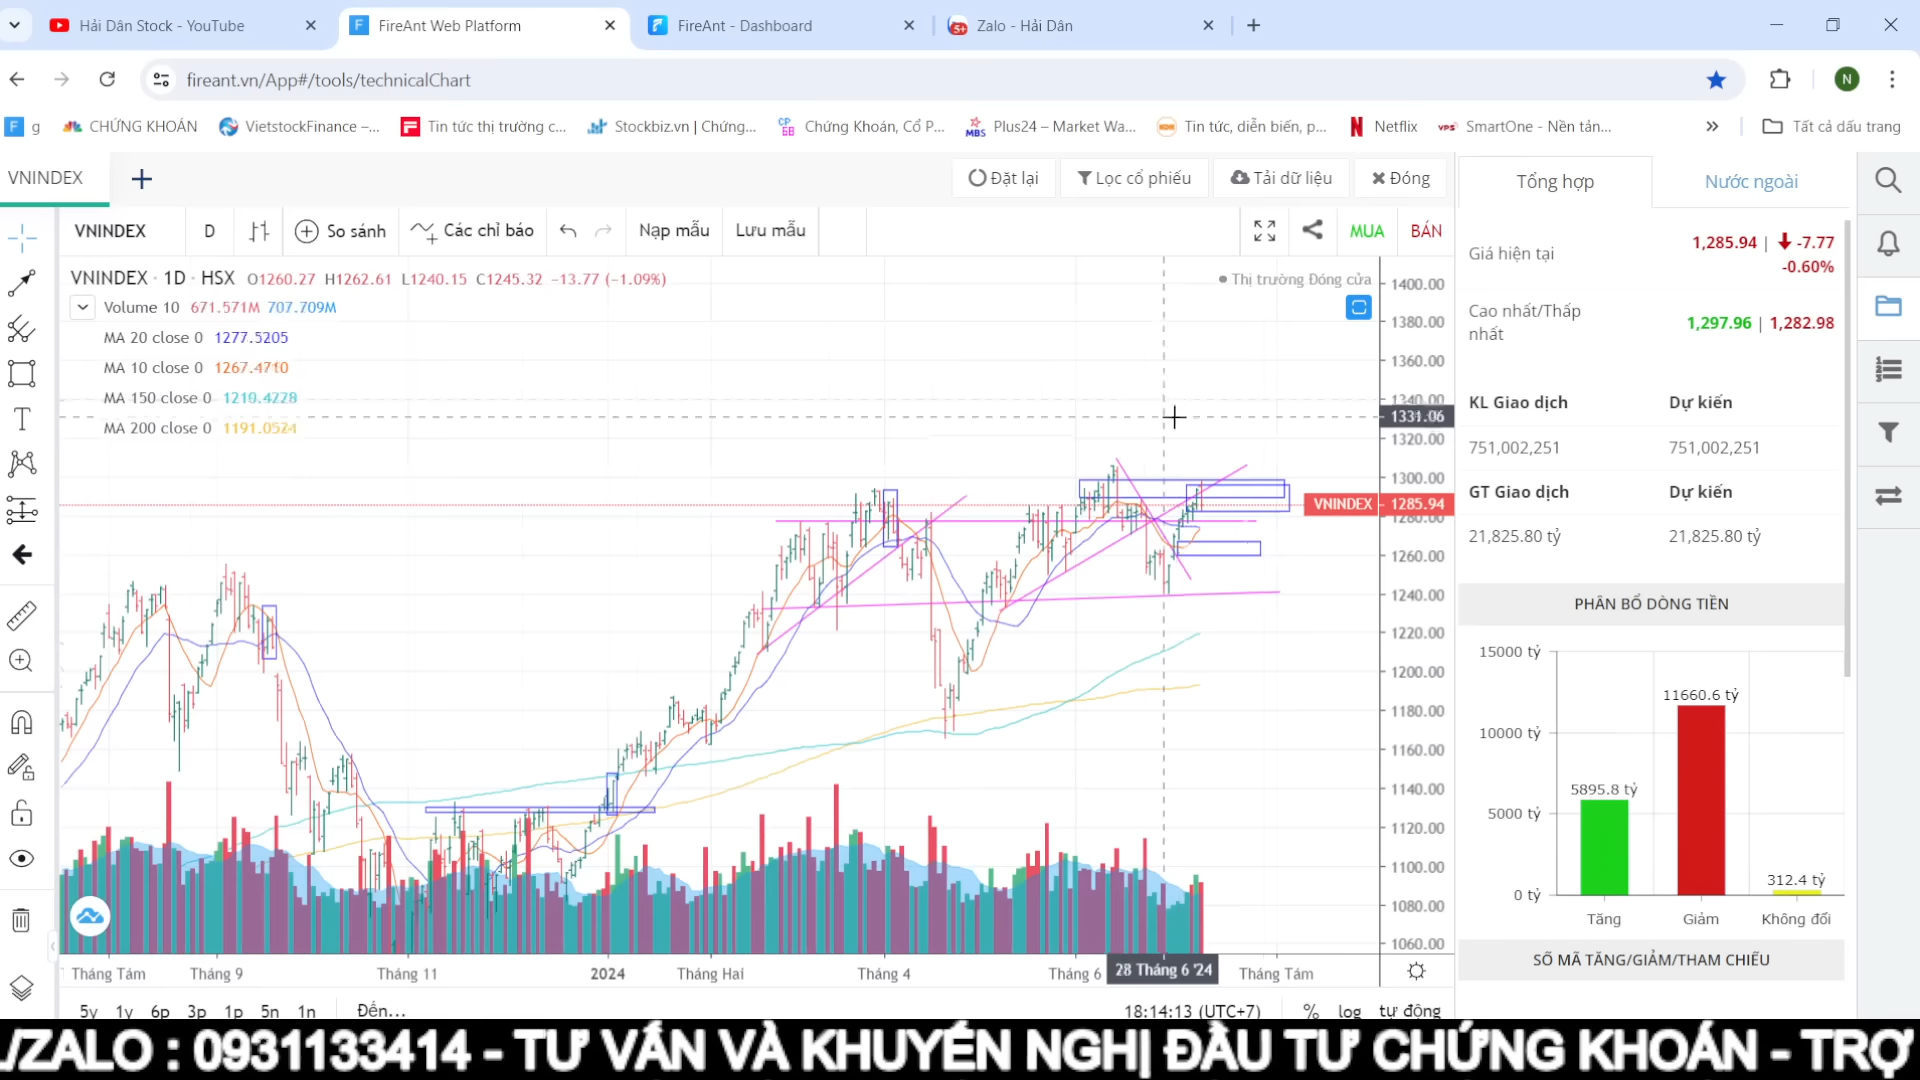 Hải Dân Stock - YouTube
FireAnt Web Platform
FireAnt - Dashboard
Zalo - Hải Dân
fireant.vn/App#/tools/technicalChart
N
g
CHỨNG KHOÁN
VietstockFinance –...
Tin tức thị trường c...
Stockbiz.vn | Chứng...
Chứng Khoán, Cổ P...
MBS
Plus24 – Market Wa...
Tin tức, diễn biến, p...
Netflix
VPS
SmartOne - Nền tản...
Tất cả dấu trang
VNINDEX
Đặt lại
Lọc cổ phiếu
Tải dữ liệu
Đóng
Tổng hợp
Nước ngoài
VNINDEX
D
So sánh
Các chỉ báo
Nạp mẫu
Lưu mẫu
MUA
BÁN
VNINDEX · 1D · HSX O1260.27 H1262.61 L1240.15 C1245.32 −13.77 (−1.09%)
Thị trường Đóng cửa
Volume 10 671.571M 707.709M
MA 20 close 0 1277.5205
MA 10 close 0 1267.4710
MA 150 close 0 1210.4228
MA 200 close 0 1191.0524
1400.00
1380.00
1360.00
1340.00
1331.06
1320.00
1300.00
VNINDEX 1285.94
1280.00
1260.00
1240.00
1220.00
1200.00
1180.00
1160.00
1140.00
1120.00
1100.00
1080.00
1060.00
Tháng Tám
Tháng 9
Tháng 11
2024
Tháng Hai
Tháng 4
Tháng 6
28 Tháng 6 '24
Tháng Tám
5y 1y 6p 3p 1p 5n 1n
Đến...
18:14:13 (UTC+7)
% log tự động
Giá hiện tại
1,285.94 | -7.77
-0.60%
Cao nhất/Thấp
nhất
1,297.96 | 1,282.98
KL Giao dịch
Dự kiến
751,002,251
751,002,251
GT Giao dịch
Dự kiến
21,825.80 tỷ
21,825.80 tỷ
PHÂN BỔ DÒNG TIỀN
15000 tỷ
10000 tỷ
5000 tỷ
0 tỷ
5895.8 tỷ
11660.6 tỷ
312.4 tỷ
Tăng
Giảm
Không đổi
SỐ MÃ TĂNG/GIẢM/THAM CHIẾU
/ZALO : 0931133414 - TƯ VẤN VÀ KHUYẾN NGHỊ ĐẦU TƯ CHỨNG KHOÁN - TRỢ